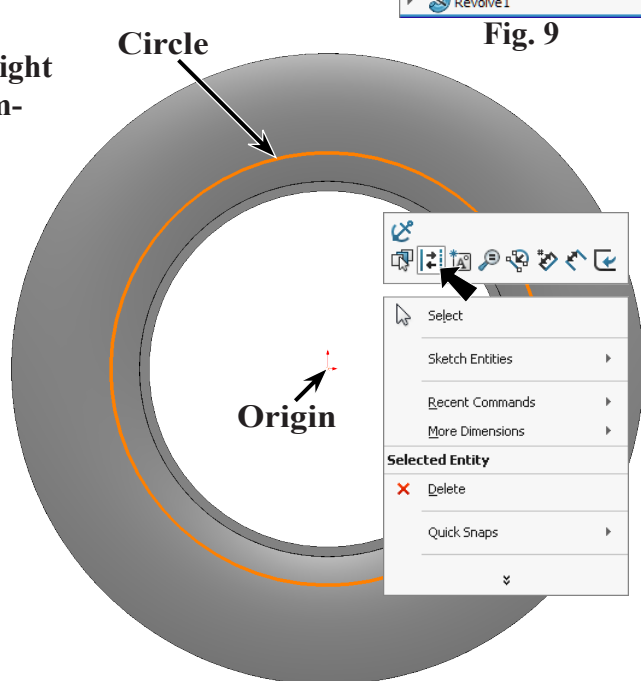 Revolve1
Fig. 9
Circle
ight
m-
Origin
Select
Sketch Entities
Recent Commands
More Dimensions
Selected Entity
Delete
Quick Snaps